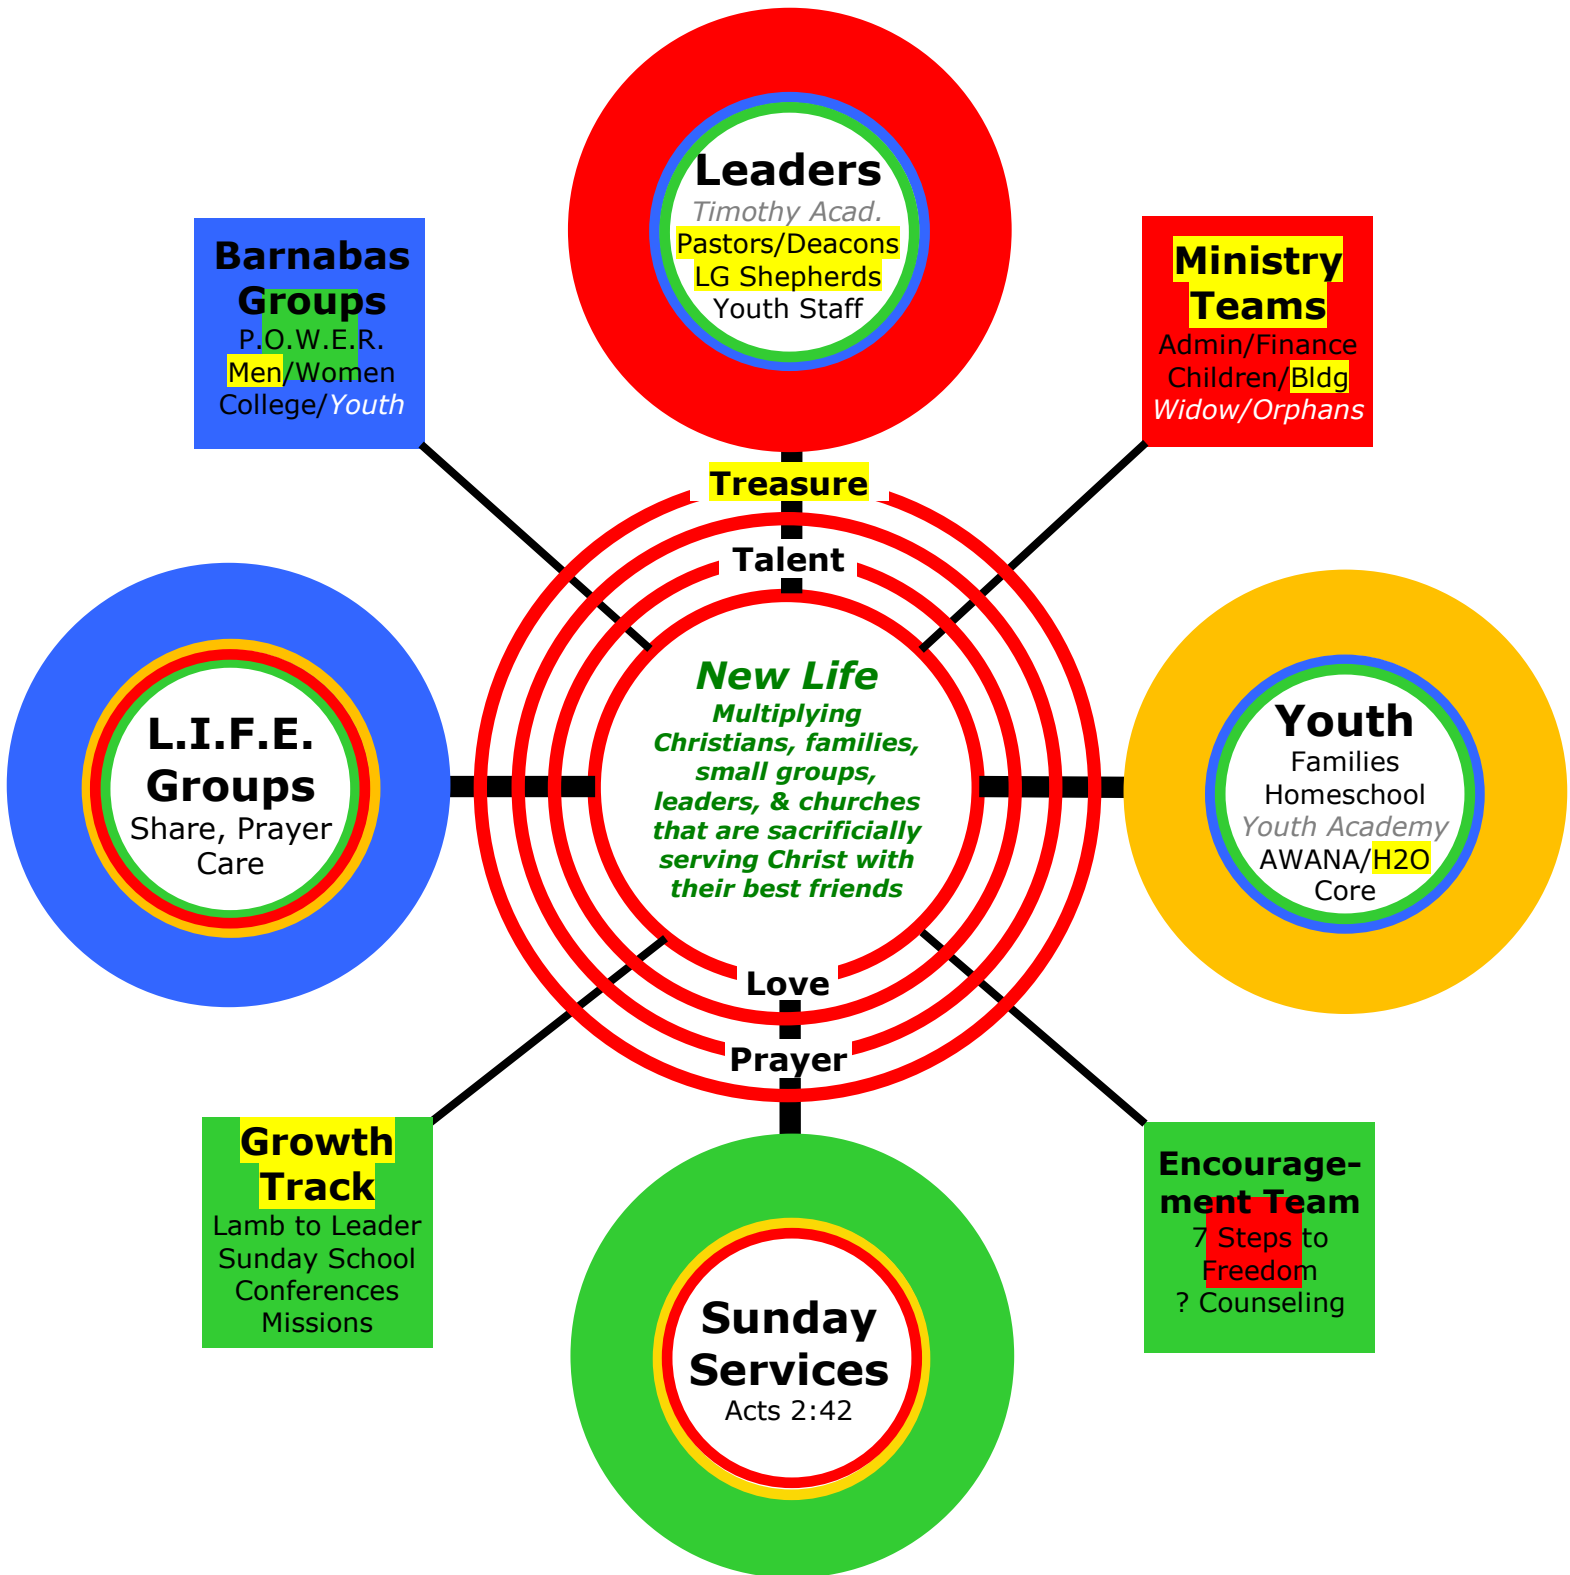 Leaders
Timothy Acad.
Pastors/Deacons
LG Shepherds
Youth Staff
Barnabas
Groups
P.O.W.E.R.
Men/Women
College/Youth
Ministry
Teams
Admin/Finance
Children/Bldg
Widow/Orphans
Treasure
Talent
L.I.F.E.
Groups
Share, Prayer
Care
New Life
Multiplying
Christians, families,
small groups,
leaders, & churches
that are sacrificially
serving Christ with
their best friends
Youth
Families
Homeschool
Youth Academy
AWANA/H2O
Core
Love
Prayer
Growth
Track
Lamb to Leader
Sunday School
Conferences
Missions
Sunday
Services
Acts 2:42
Encourage-
ment Team
7 Steps to
Freedom
? Counseling